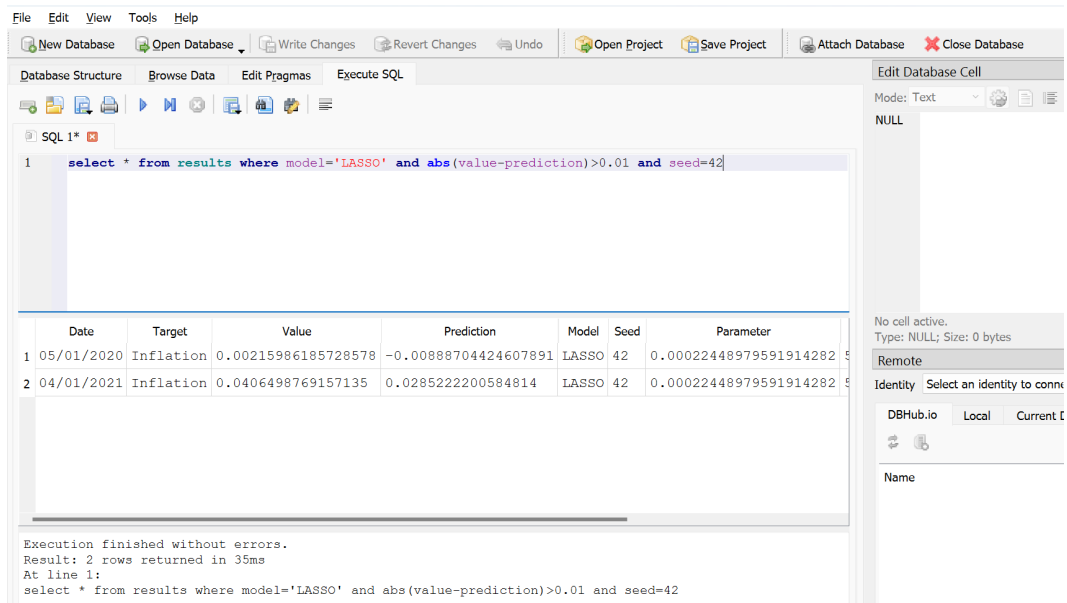 File Edit View Tools Help
New Database Open Database Write Changes Revert Changes Undo Open Project Save Project Attach Database Close Database
Database Structure Browse Data Edit Pragmas Execute SQL
Edit Database Cell
Mode: Text
NULL
SQL 1*
1 select * from results where model='LASSO' and abs(value-prediction)>0.01 and seed=42
No cell active.
Type: NULL; Size: 0 bytes
Date Target Value Prediction Model Seed Parameter
1 05/01/2020 Inflation 0.00215986185728578 -0.00888704424607891 LASSO 42 0.00022448979591914282 5
2 04/01/2021 Inflation 0.0406498769157135 0.0285222200584814 LASSO 42 0.00022448979591914282 5
Remote
Identity Select an identity to conne
DBHub.io Local Current D
Name
Execution finished without errors.
Result: 2 rows returned in 35ms
At line 1:
select * from results where model='LASSO' and abs(value-prediction)>0.01 and seed=42